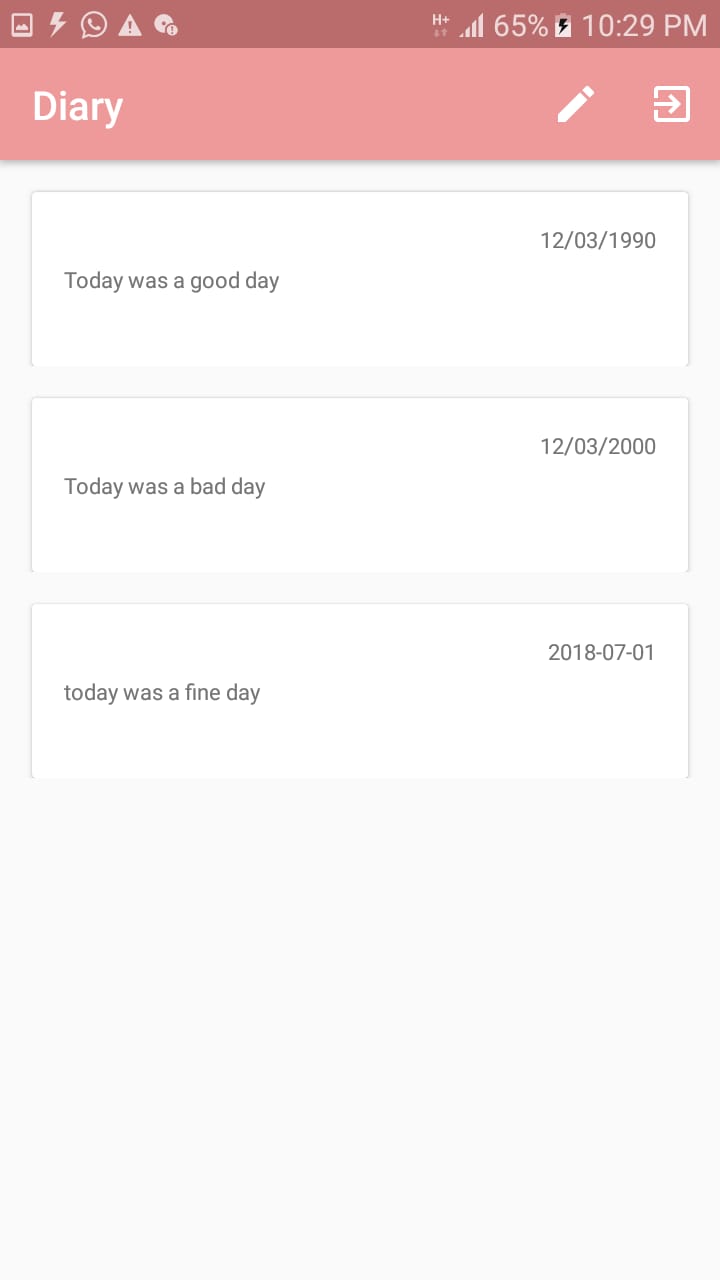 H+ 65% 10:29 PM
Diary
12/03/1990
Today was a good day
12/03/2000
Today was a bad day
2018-07-01
today was a fine day